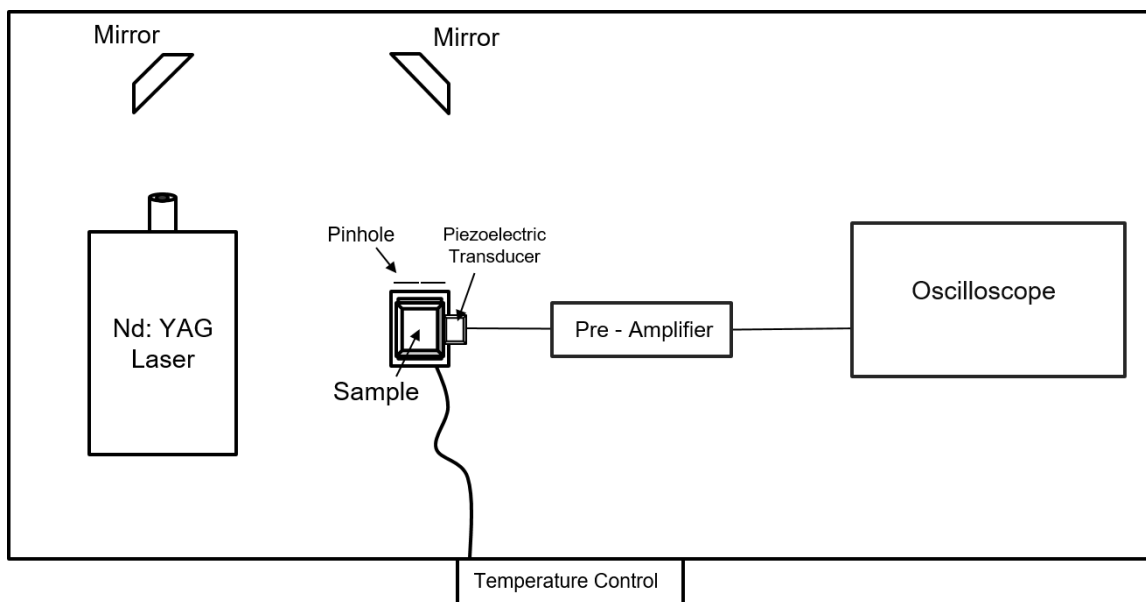 Mirror
Mirror
Pinhole
Piezoelectric
Transducer
Nd: YAG
Laser
Sample
Pre - Amplifier
Oscilloscope
Temperature Control